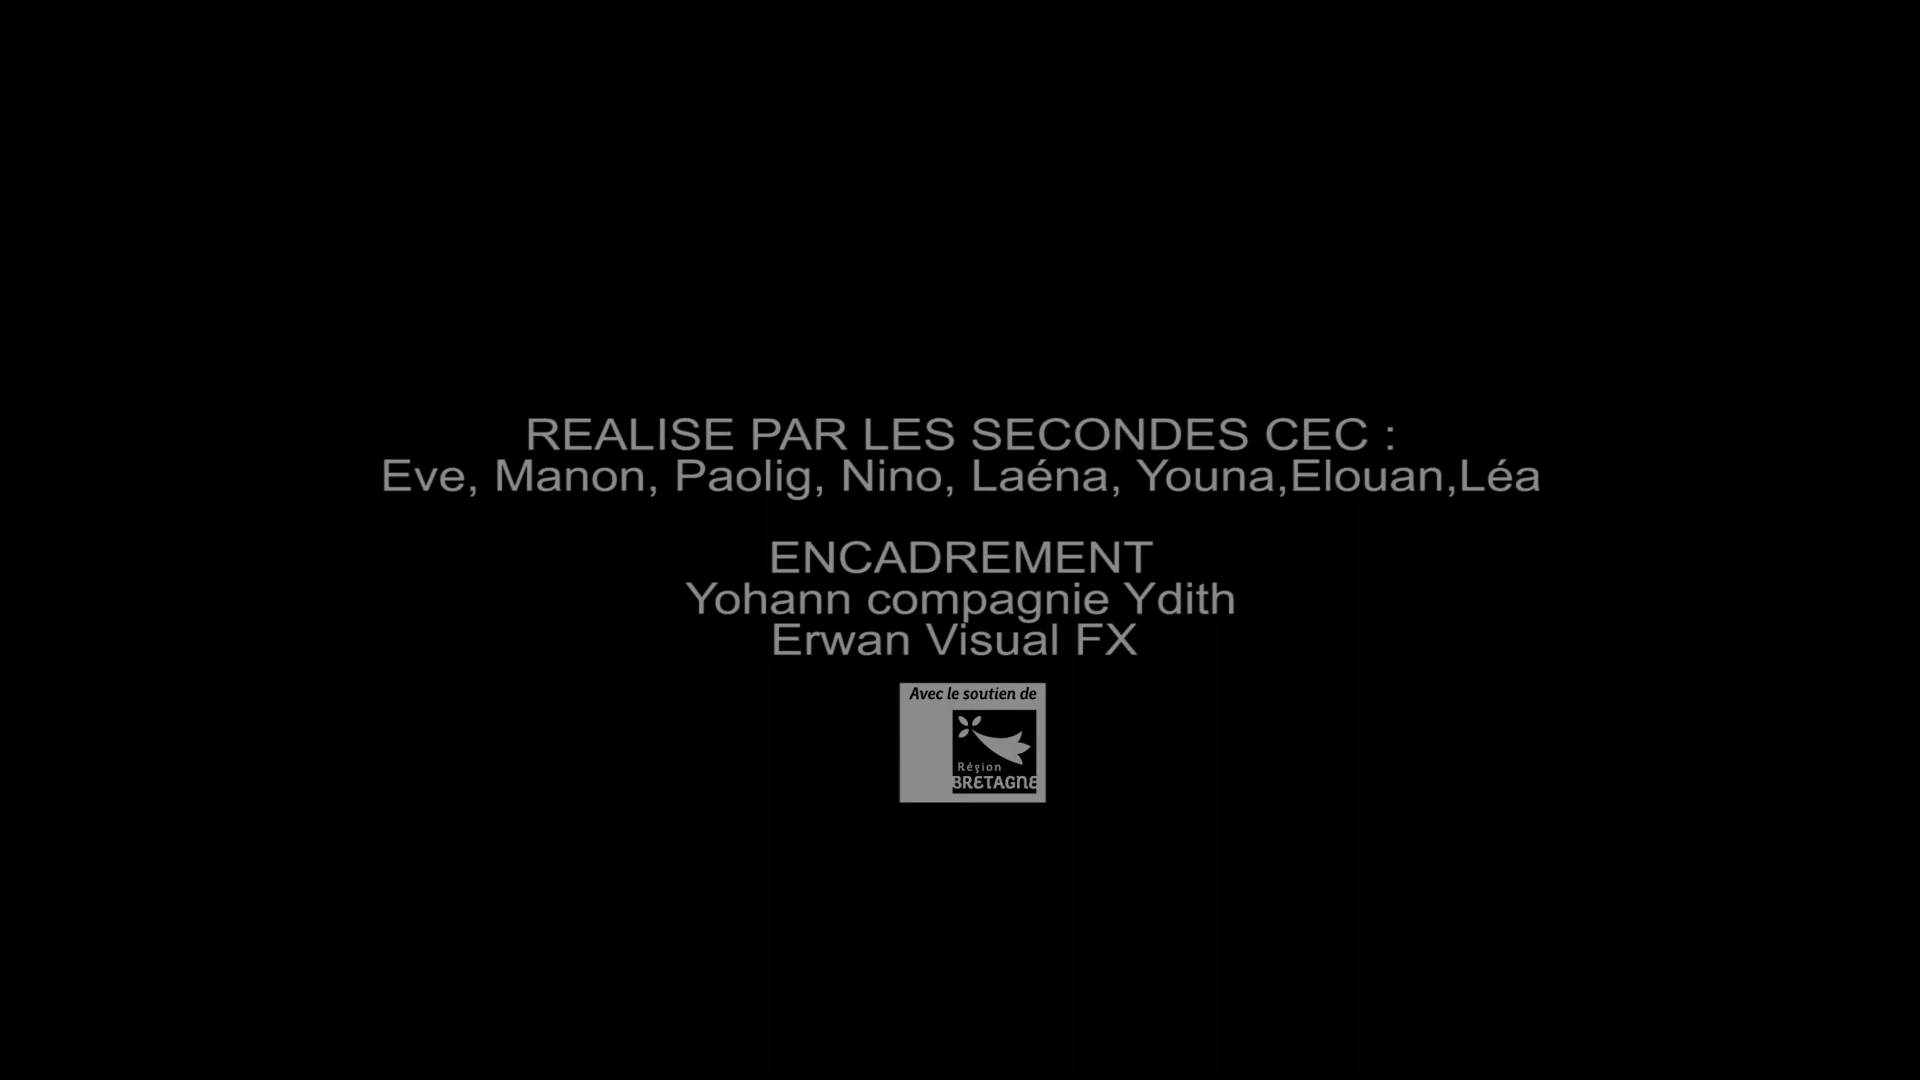 REALISE PAR LES SECONDES CEC :
Eve, Manon, Paolig, Nino, Laéna, Youna,Elouan,Léa
ENCADREMENT
Yohann compagnie Ydith
Erwan Visual FX
Avec le soutien de
Région
BRETAGNE